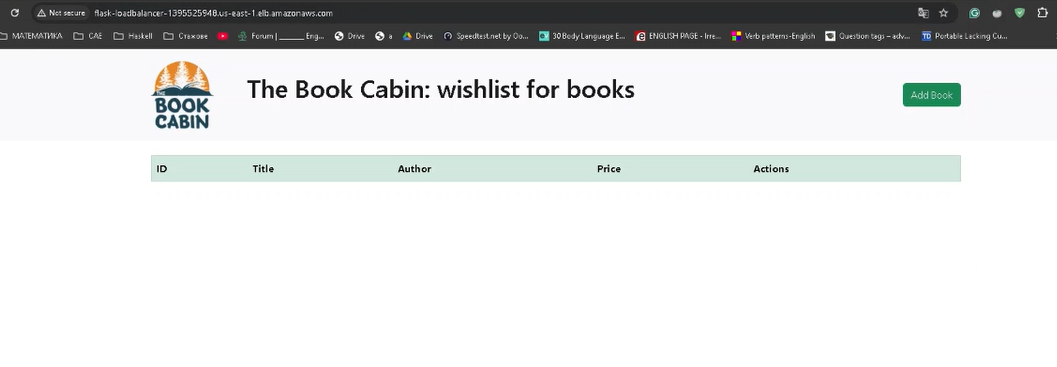 Not secure flask-loadbalancer-1395525948.us-east-1.elb.amazonaws.com
МАТЕМАТИКА CAE Haskell Стажове Forum | ______ Eng... Drive a Drive Speedtest.net by Oo... 30 Body Language E... ENGLISH PAGE - Irre... Verb patterns-English Question tags – adv... TD Portable Lacking Cu...
THE BOOK CABIN
The Book Cabin: wishlist for books
Add Book
ID Title Author Price Actions